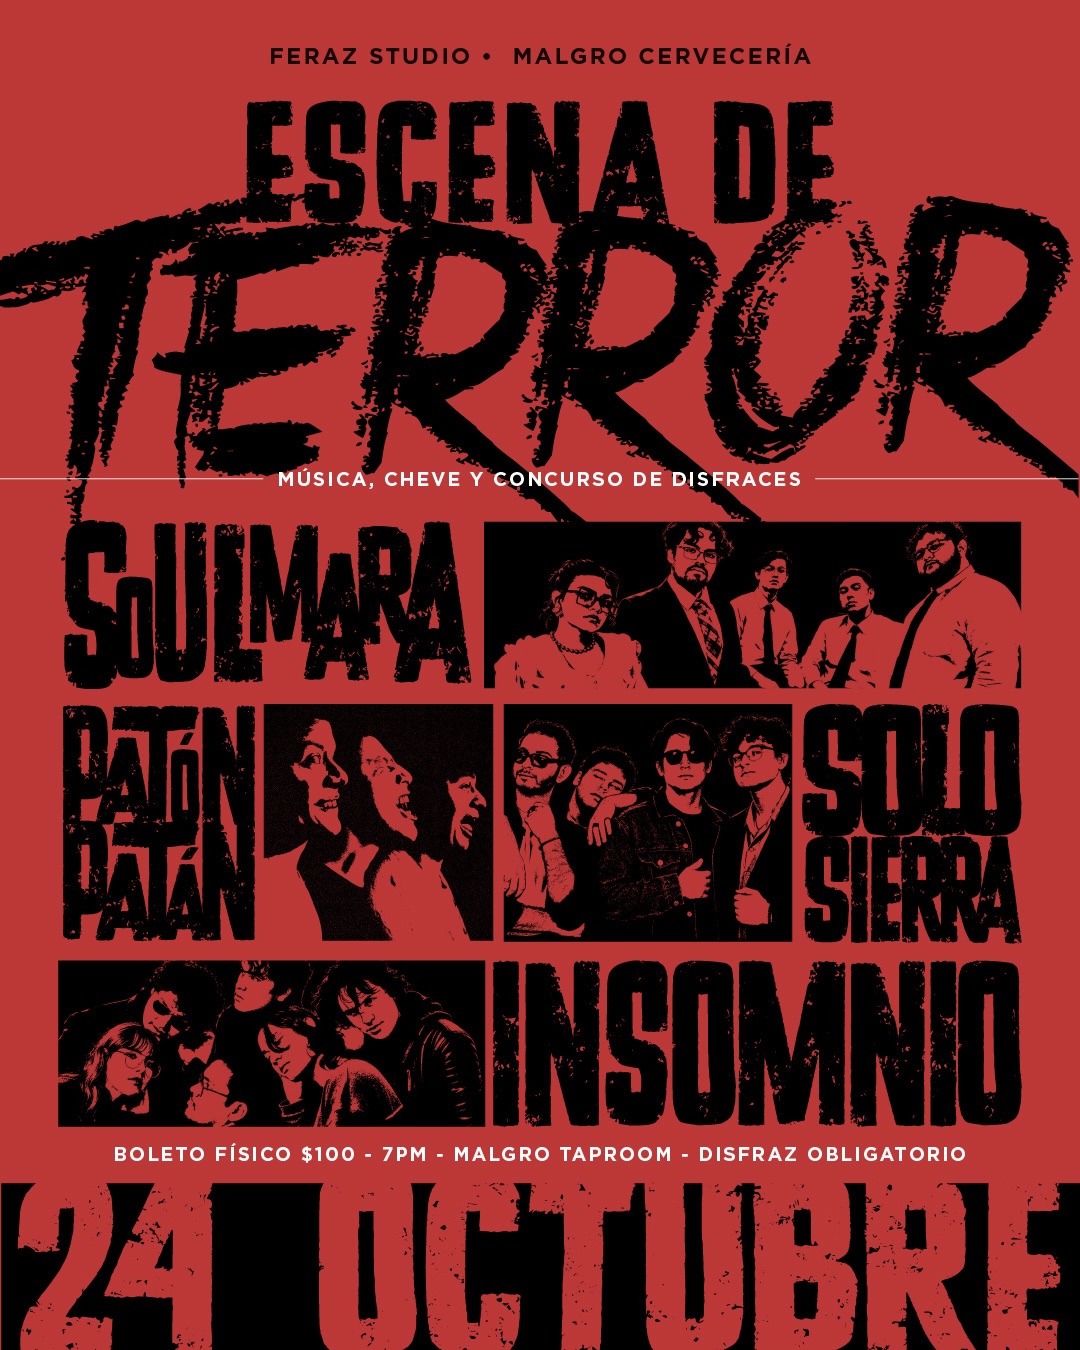 FERAZ STUDIO • MALGRO CERVECERÍA
ESCENA DE
TERROR
MÚSICA, CHEVE Y CONCURSO DE DISFRACES
SOULMARA
PATÓN
PATÁN
SOLO
SIERRA
INSOMNIO
BOLETO FÍSICO $100 - 7PM - MALGRO TAPROOM - DISFRAZ OBLIGATORIO
24 OCTUBRE